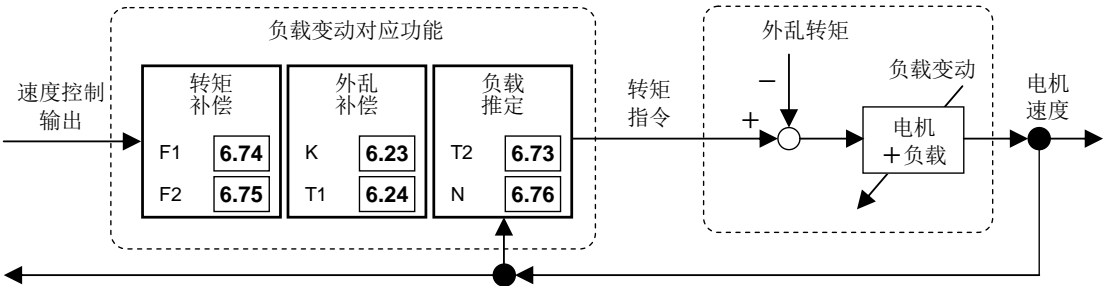 负载变动对应功能
速度控制
输出
转矩
补偿
F1 6.74
F2 6.75
外乱
补偿
K 6.23
T1 6.24
负载
推定
T2 6.73
N 6.76
转矩
指令
外乱转矩
−
+
负载变动
电机
+负载
电机
速度